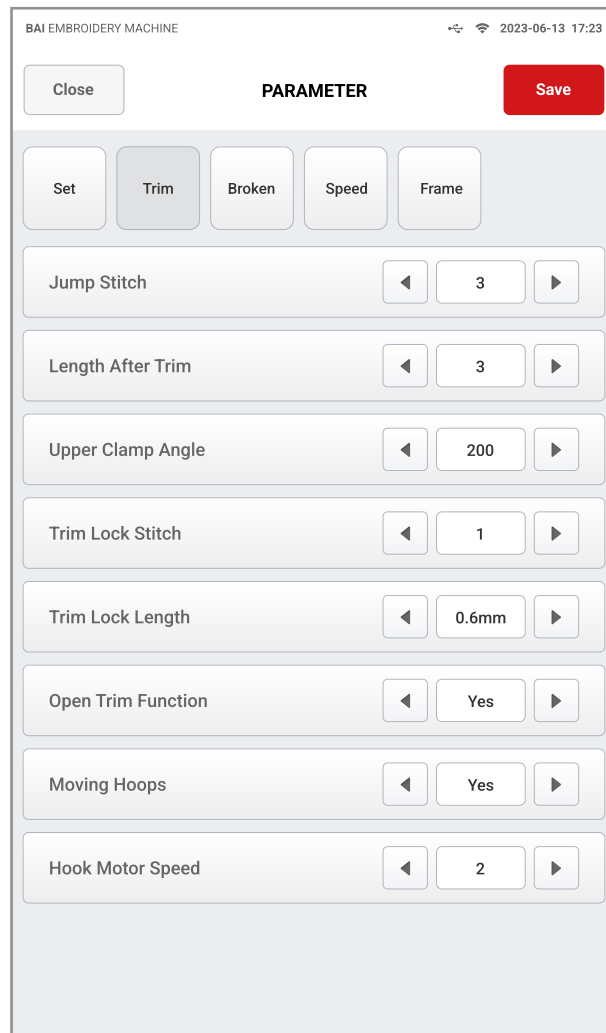 BAI EMBROIDERY MACHINE 2023-06-13 17:23
Close PARAMETER Save
Set Trim Broken Speed Frame
Jump Stitch 3
Length After Trim 3
Upper Clamp Angle 200
Trim Lock Stitch 1
Trim Lock Length 0.6mm
Open Trim Function Yes
Moving Hoops Yes
Hook Motor Speed 2